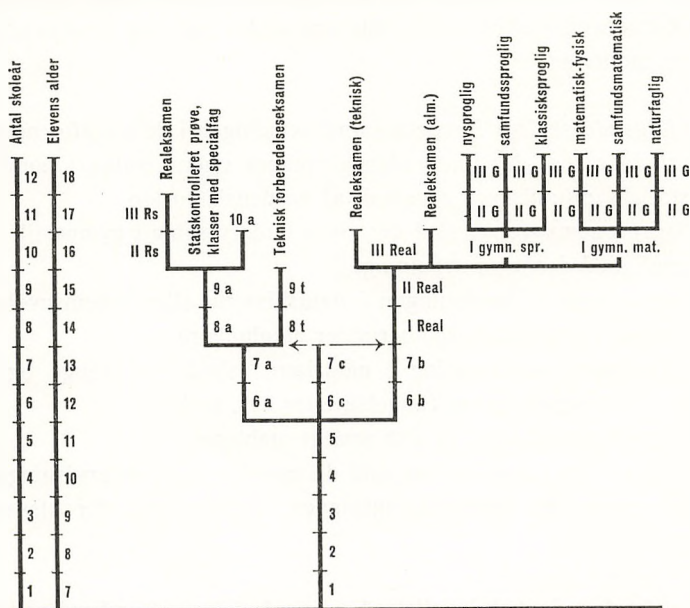 Antal skoleår
Elevens alder
Realeksamen
Statskontrolleret prøve,
klasser med specialfag
Teknisk forberedelseseksamen
Realeksamen (teknisk)
Realeksamen (alm.)
nysproglig
samfundssproglig
klassisksproglig
matematisk-fysisk
samfundsmatematisk
naturfaglig
12 18 III G III G III G III G III G III G
11 17 III Rs 10 a II G II G II G II G II G II G
10 16 II Rs III Real I gymn. spr. I gymn. mat.
9 15 9 a 9 t II Real
8 14 8 a 8 t I Real
7 13 7 a 7 c 7 b
6 12 6 a 6 c 6 b
5 11 5
4 10 4
3 9 3
2 8 2
1 7 1